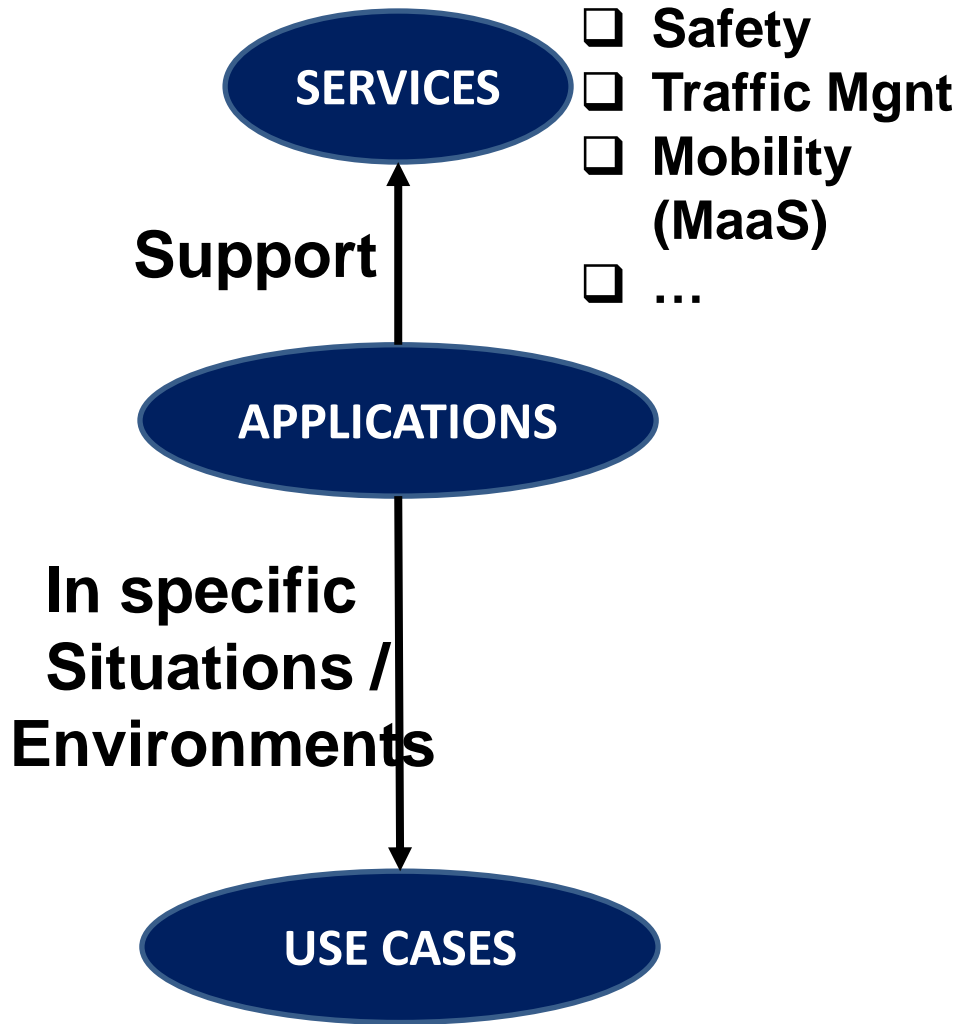 SERVICES
❑ Safety
❑ Traffic Mgnt
❑ Mobility
(MaaS)
❑ …
Support
APPLICATIONS
In specific
Situations /
Environments
USE CASES